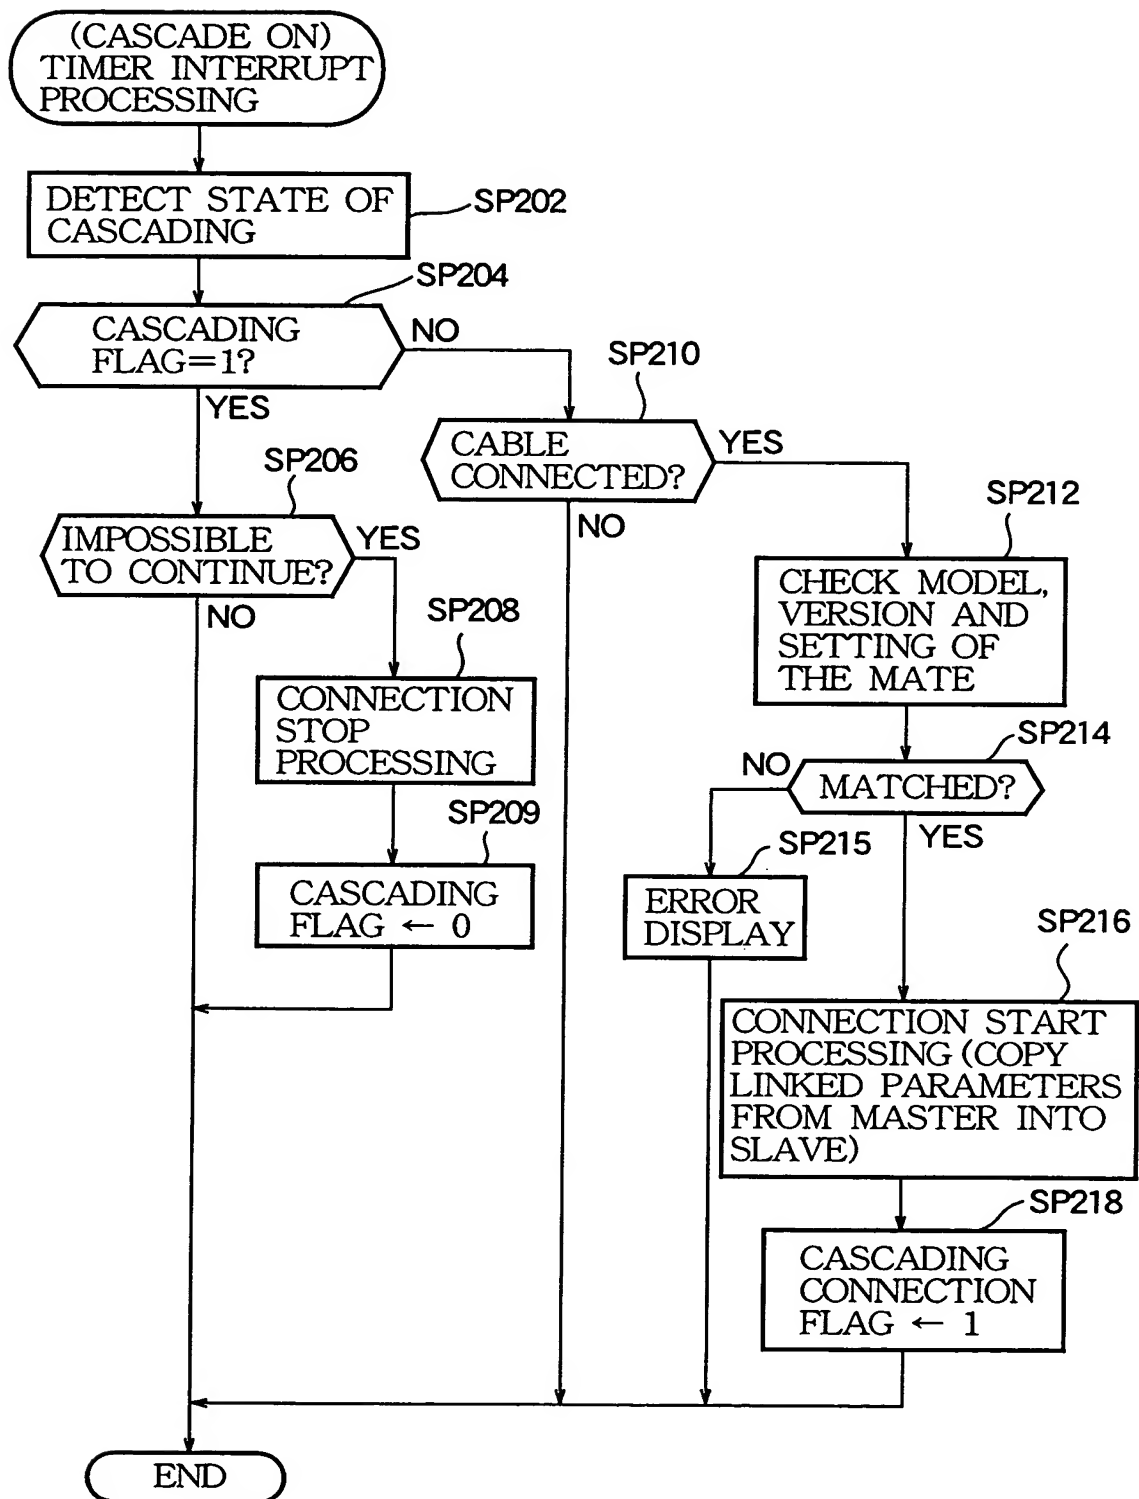 (CASCADE ON)
TIMER INTERRUPT
PROCESSING
DETECT STATE OF
CASCADING
SP202
SP204
CASCADING
FLAG=1?
NO
YES
SP210
CABLE
CONNECTED?
YES
NO
SP206
IMPOSSIBLE
TO CONTINUE?
YES
NO
SP212
CHECK MODEL,
VERSION AND
SETTING OF
THE MATE
SP208
CONNECTION
STOP
PROCESSING
SP214
MATCHED?
NO
YES
SP209
CASCADING
FLAG ← 0
SP215
ERROR
DISPLAY
SP216
CONNECTION START
PROCESSING (COPY
LINKED PARAMETERS
FROM MASTER INTO
SLAVE)
SP218
CASCADING
CONNECTION
FLAG ← 1
END